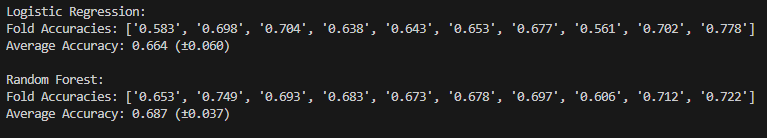 Logistic Regression:
Fold Accuracies: ['0.583', '0.698', '0.704', '0.638', '0.643', '0.653', '0.677', '0.561', '0.702', '0.778']
Average Accuracy: 0.664 (±0.060)
Random Forest:
Fold Accuracies: ['0.653', '0.749', '0.693', '0.683', '0.673', '0.678', '0.697', '0.606', '0.712', '0.722']
Average Accuracy: 0.687 (±0.037)